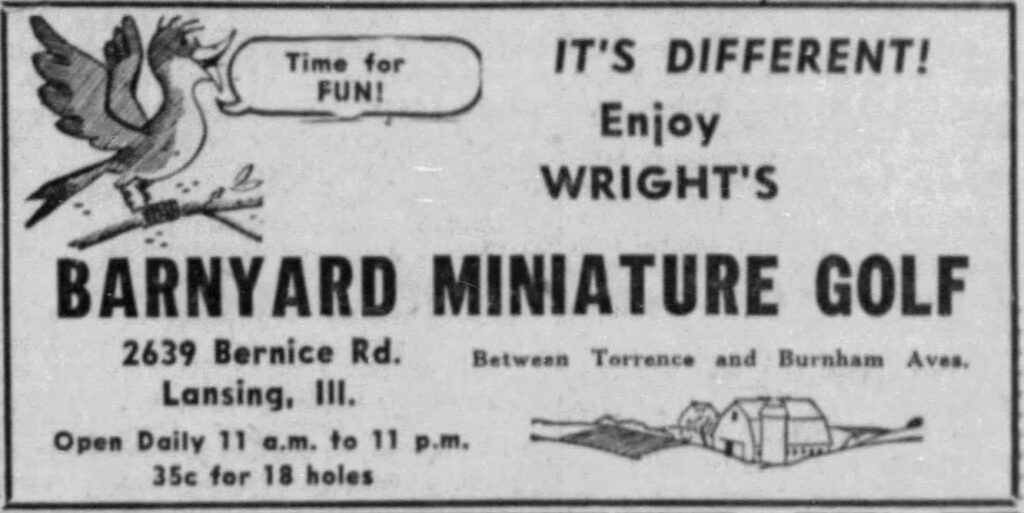 Time for
FUN!
IT'S DIFFERENT!
Enjoy
WRIGHT'S
BARNYARD MINIATURE GOLF
2639 Bernice Rd.
Lansing, Ill.
Between Torrence and Burnham Aves.
Open Daily 11 a.m. to 11 p.m.
35c for 18 holes